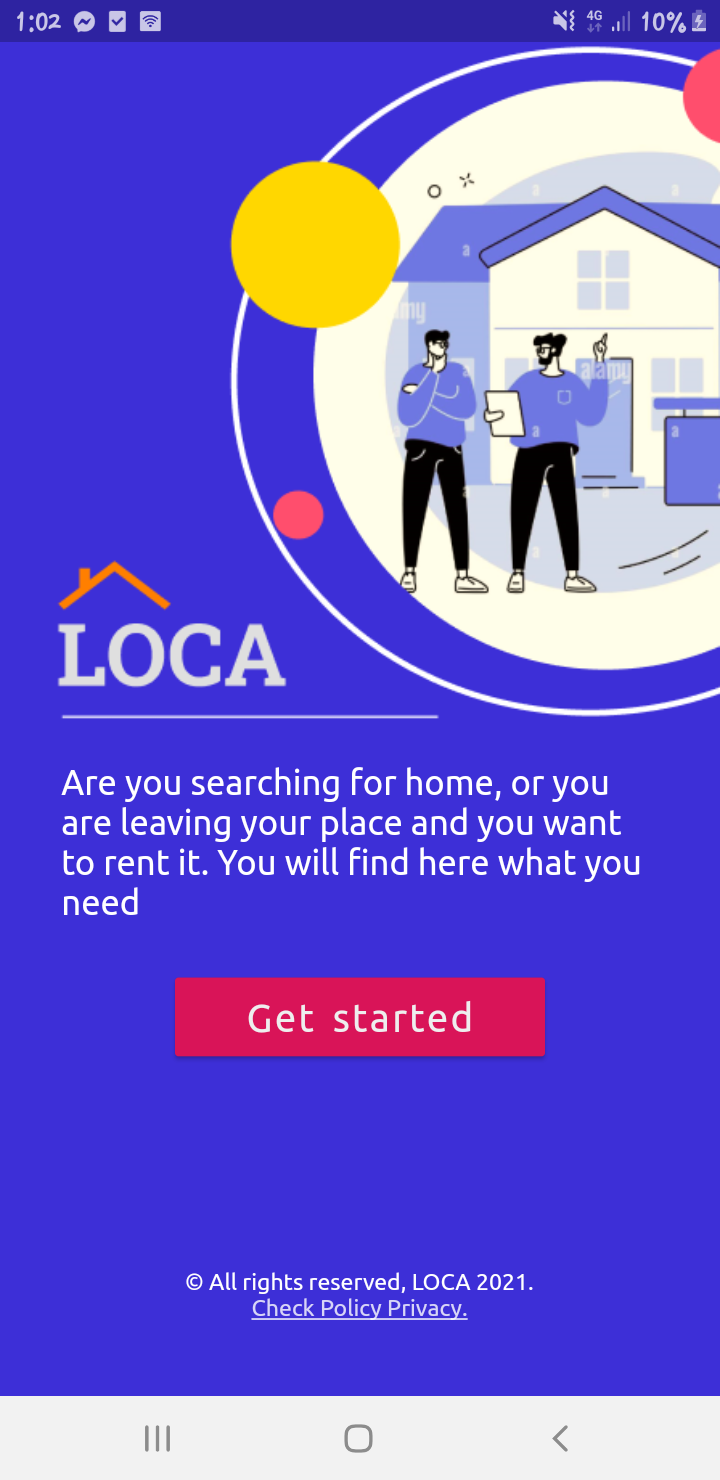 1:02
4G
10%
a
a
a
amy
a
alamy
a
a
a
a
a
a
LOCA
Are you searching for home, or you
are leaving your place and you want
to rent it. You will find here what you
need
Get started
© All rights reserved, LOCA 2021.
Check Policy Privacy.